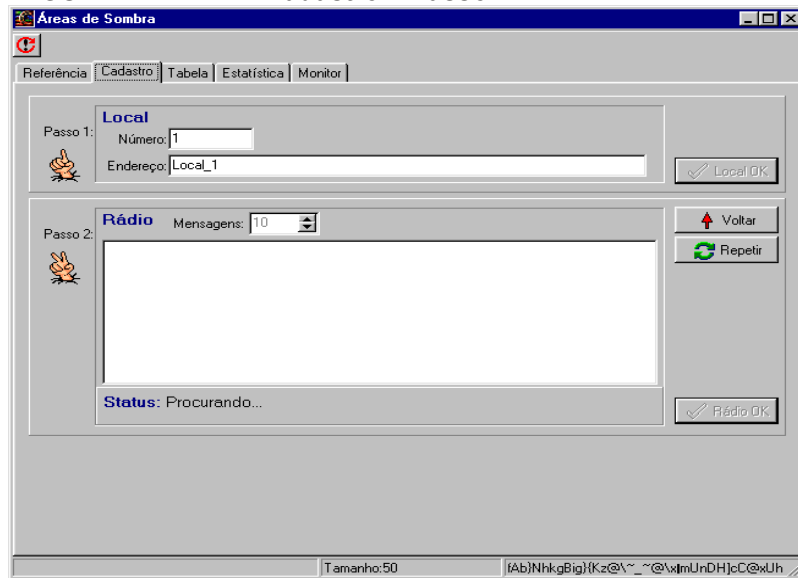 Áreas de Sombra
Referência Cadastro Tabela Estatística Monitor
Passo 1:
Local
Número: 1
Endereço: Local_1
Local OK
Passo 2:
Rádio Mensagens: 10
Voltar
Repetir
Status: Procurando...
Rádio OK
Tamanho:50